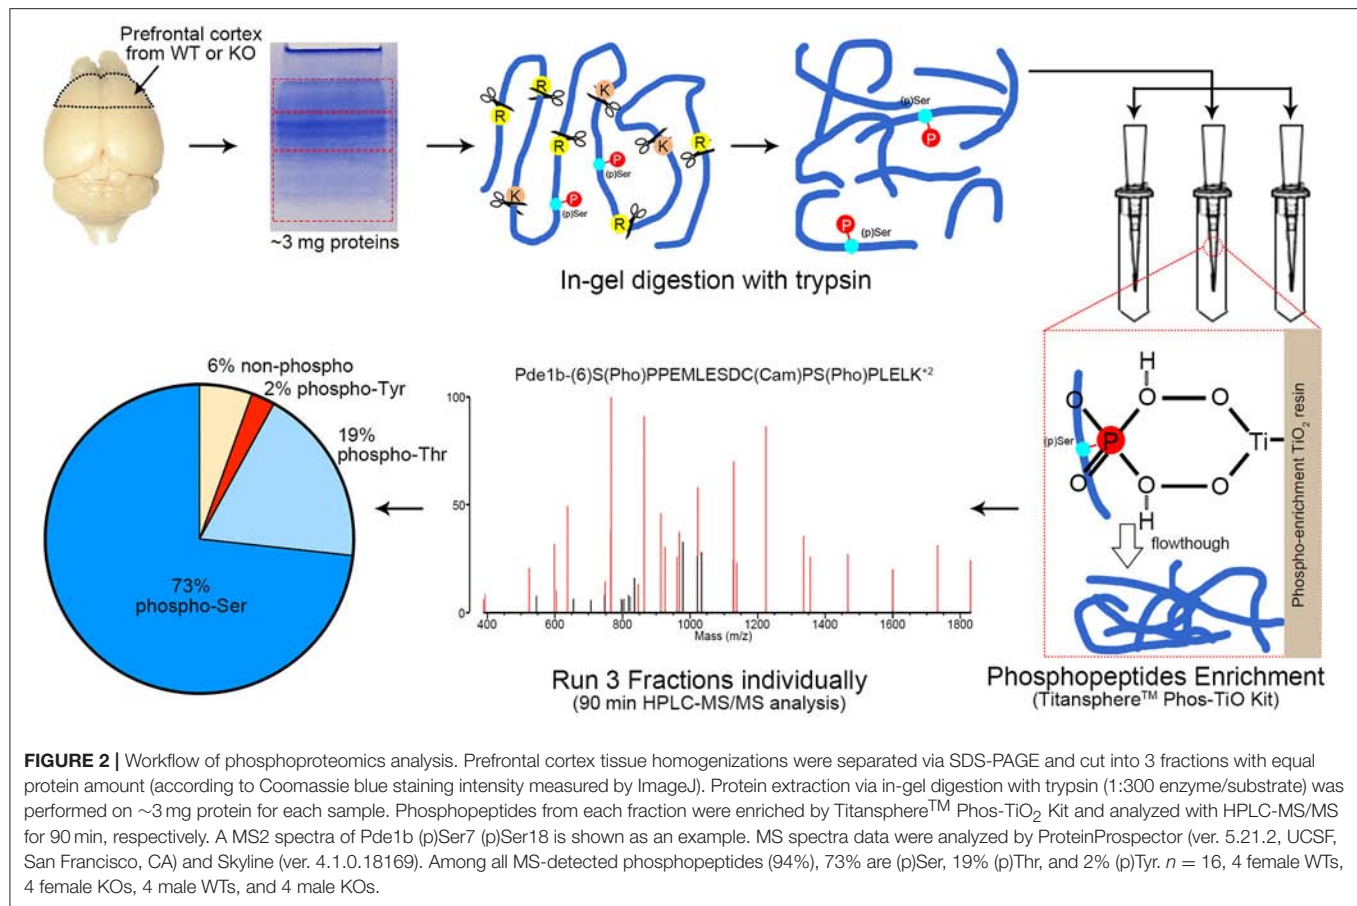 Prefrontal cortex
from WT or KO
~3 mg proteins
R
R
K
R
K
R
K
R
P
(p)Ser
P
(p)Ser
In-gel digestion with trypsin
(p)Ser
P
P
(p)Ser
6% non-phospho
2% phospho-Tyr
19%
phospho-Thr
73%
phospho-Ser
Pde1b-(6)S(Pho)PPEMLESDC(Cam)PS(Pho)PLELK+2
100
50
0
400 600 800 1000 1200 1400 1600 1800
Mass (m/z)
Run 3 Fractions individually
(90 min HPLC-MS/MS analysis)
H
O O O
(p)Ser P Ti
O O O
H
flowthough
Phospho-enrichment TiO2 resin
Phosphopeptides Enrichment
(Titansphere™ Phos-TiO Kit)
FIGURE 2 | Workflow of phosphoproteomics analysis. Prefrontal cortex tissue homogenizations were separated via SDS-PAGE and cut into 3 fractions with equal
protein amount (according to Coomassie blue staining intensity measured by ImageJ). Protein extraction via in-gel digestion with trypsin (1:300 enzyme/substrate) was
performed on ~3 mg protein for each sample. Phosphopeptides from each fraction were enriched by Titansphere™ Phos-TiO2 Kit and analyzed with HPLC-MS/MS
for 90 min, respectively. A MS2 spectra of Pde1b (p)Ser7 (p)Ser18 is shown as an example. MS spectra data were analyzed by ProteinProspector (ver. 5.21.2, UCSF,
San Francisco, CA) and Skyline (ver. 4.1.0.18169). Among all MS-detected phosphopeptides (94%), 73% are (p)Ser, 19% (p)Thr, and 2% (p)Tyr. n = 16, 4 female WTs,
4 female KOs, 4 male WTs, and 4 male KOs.